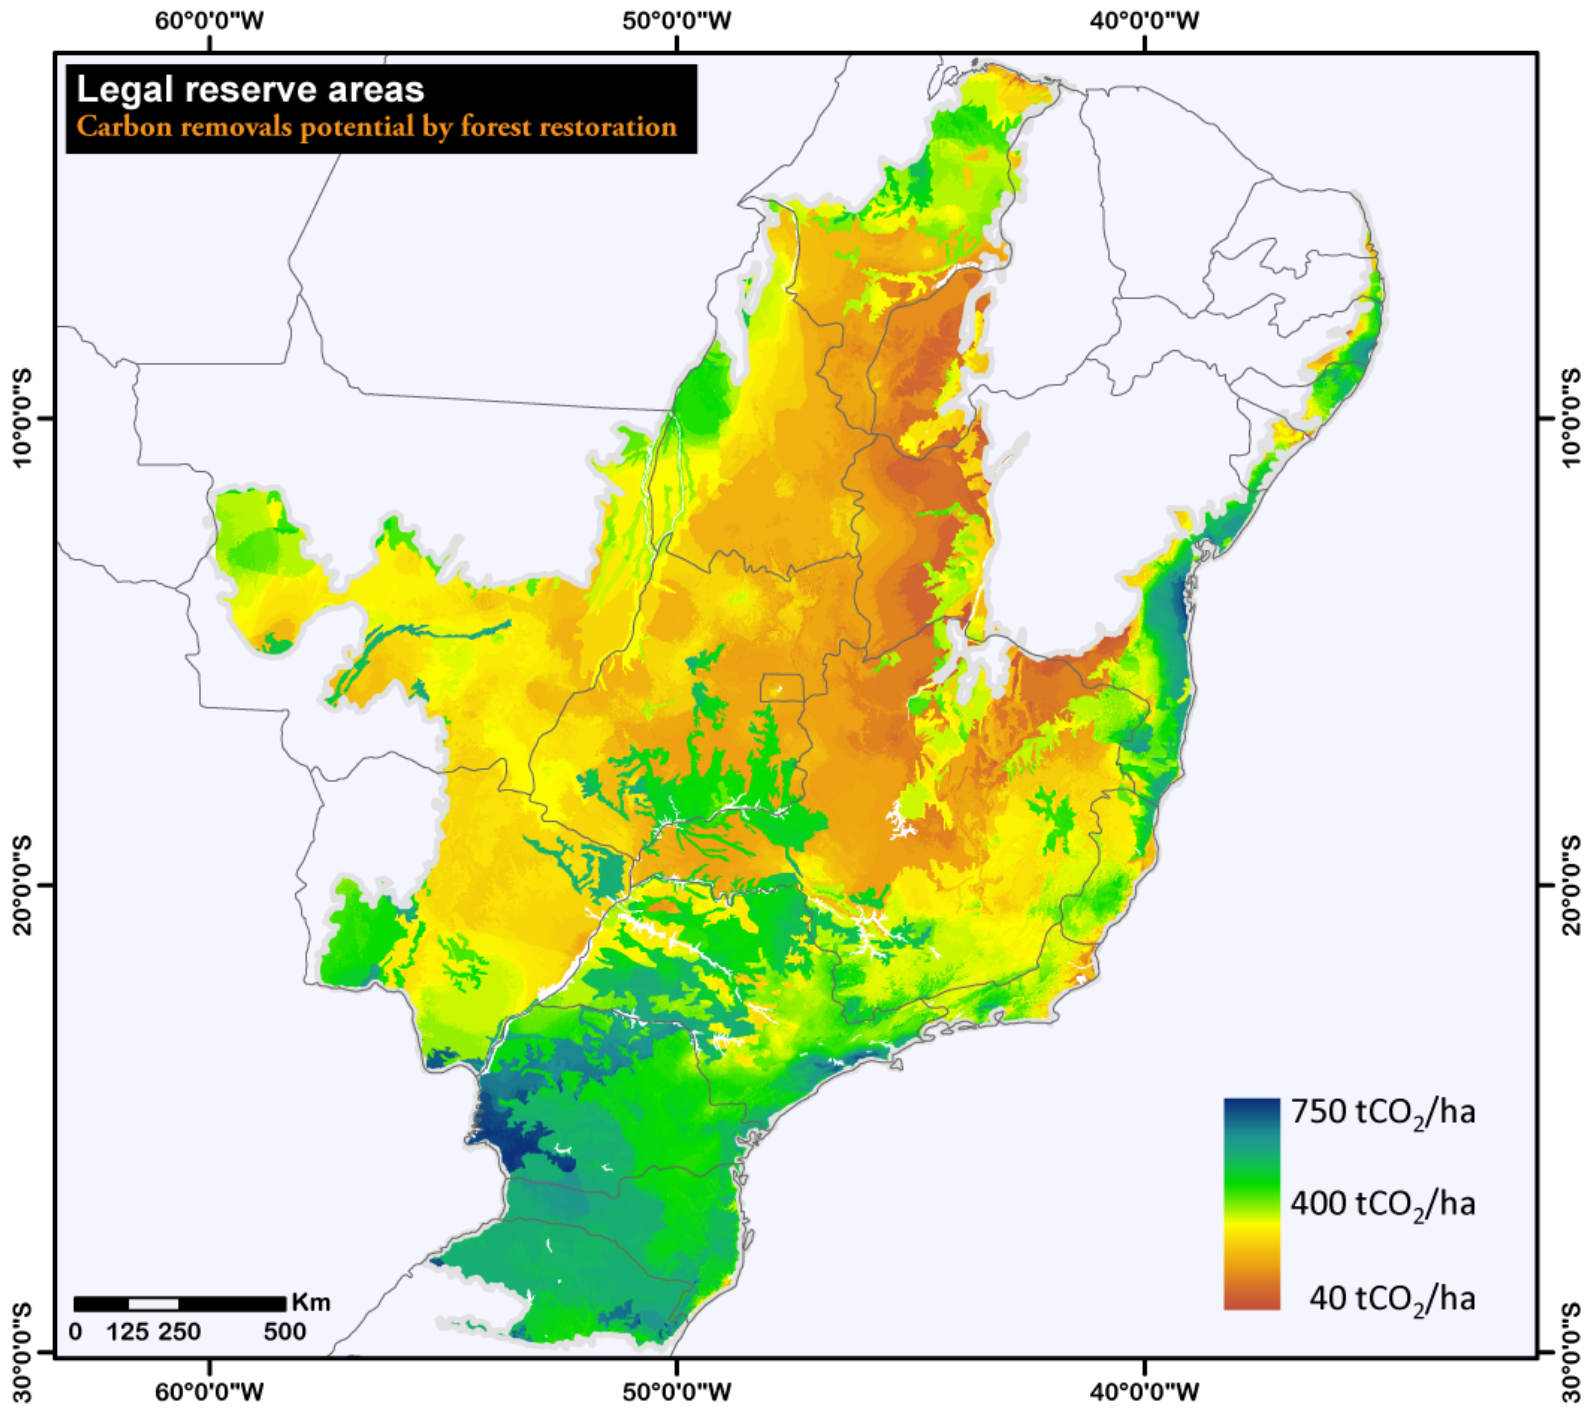 60°0'0"W 50°0'0"W 40°0'0"W
Legal reserve areas
Carbon removals potential by forest restoration
10°0'0"S 10°0'0"S
20°0'0"S 20°0'0"S
750 tCO₂/ha
400 tCO₂/ha
40 tCO₂/ha
Km
0 125 250 500
30°0'0"S 30°0'0"S
60°0'0"W 50°0'0"W 40°0'0"W